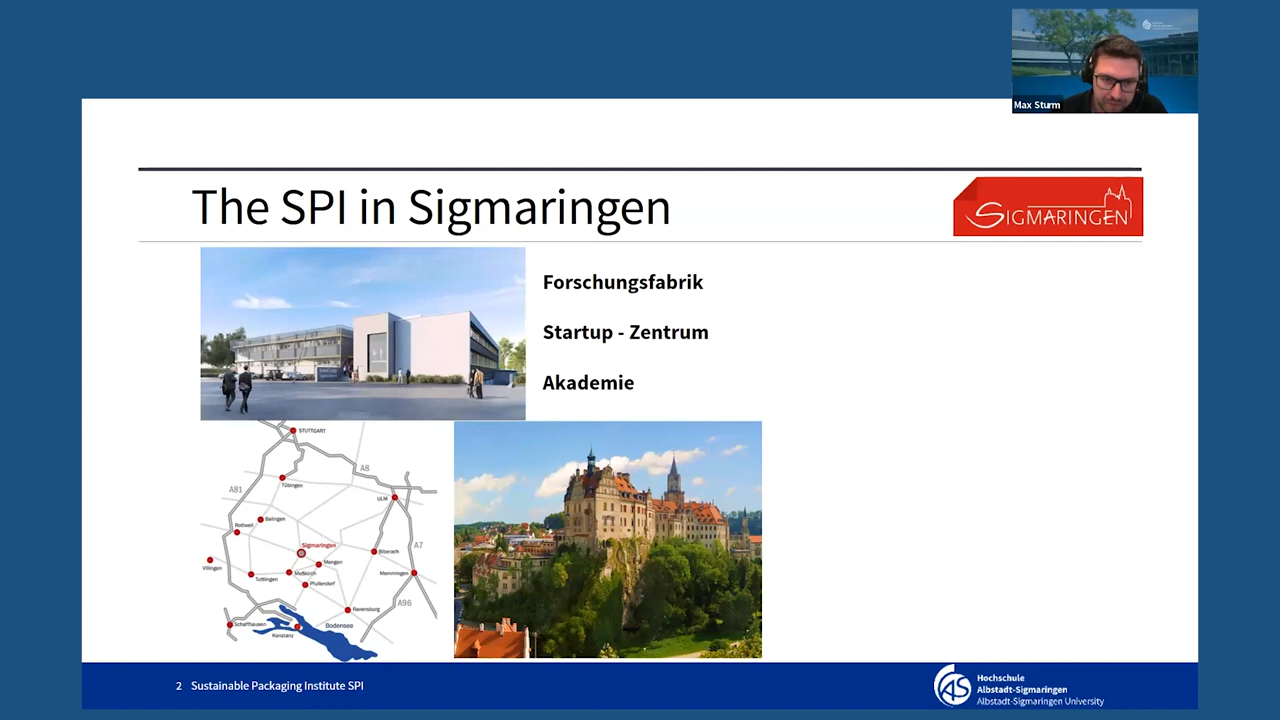 Max Sturm
The SPI in Sigmaringen
SIGMARINGEN
Forschungsfabrik
Startup - Zentrum
Akademie
STUTTGART
A8
Tübingen
A81
ULM
Balingen
Rottweil
Sigmaringen
A7
Biberach
Villingen
Mengen
Meßkirch
Memmingen
Tuttlingen
Pfullendorf
A96
Ravensburg
Schaffhausen
Bodensee
Konstanz
2 Sustainable Packaging Institute SPI
AS
Hochschule
Albstadt-Sigmaringen
Albstadt-Sigmaringen University